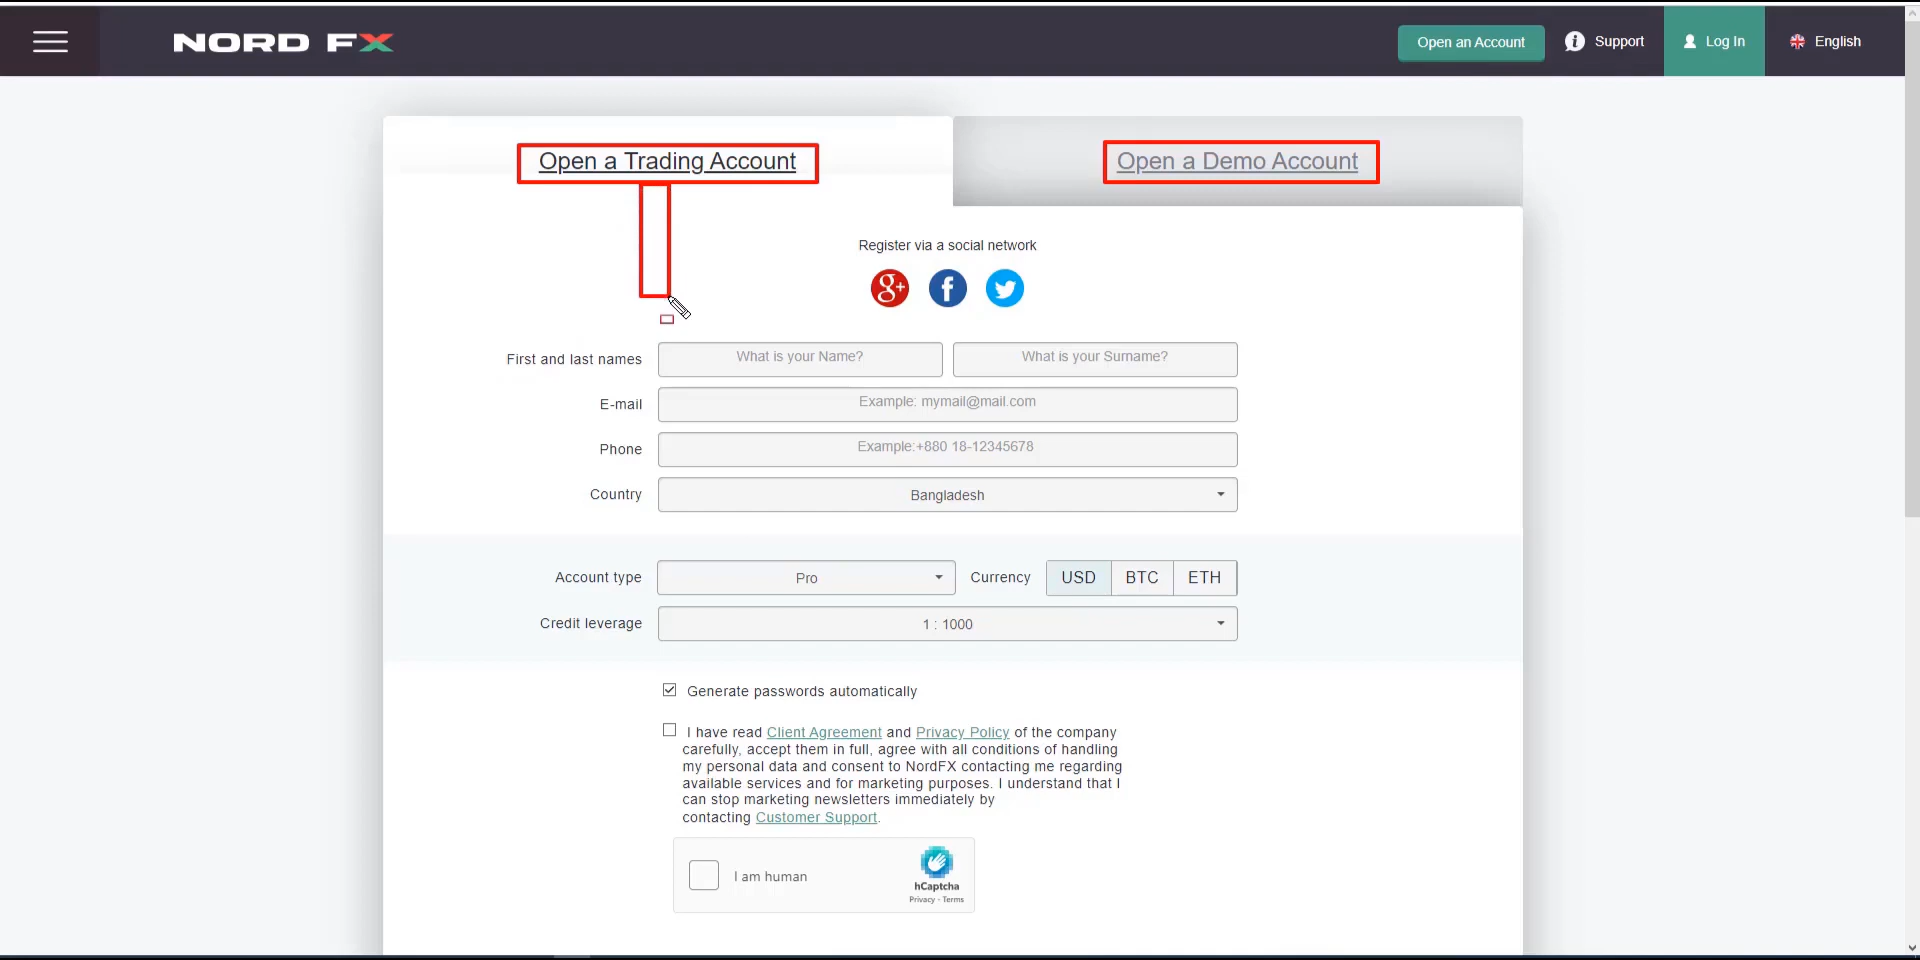 NORD FX
Open an Account
Support
Log In
English
Open a Trading Account
Open a Demo Account
Register via a social network
First and last names
What is your Name?
What is your Surname?
E-mail
Example: mymail@mail.com
Phone
Example:+880 18-12345678
Country
Bangladesh
Account type
Pro
Currency
USD
BTC
ETH
Credit leverage
1 : 1000
Generate passwords automatically
I have read Client Agreement and Privacy Policy of the company
carefully, accept them in full, agree with all conditions of handling
my personal data and consent to NordFX contacting me regarding
available services and for marketing purposes. I understand that I
can stop marketing newsletters immediately by
contacting Customer Support.
I am human
hCaptcha
Privacy - Terms